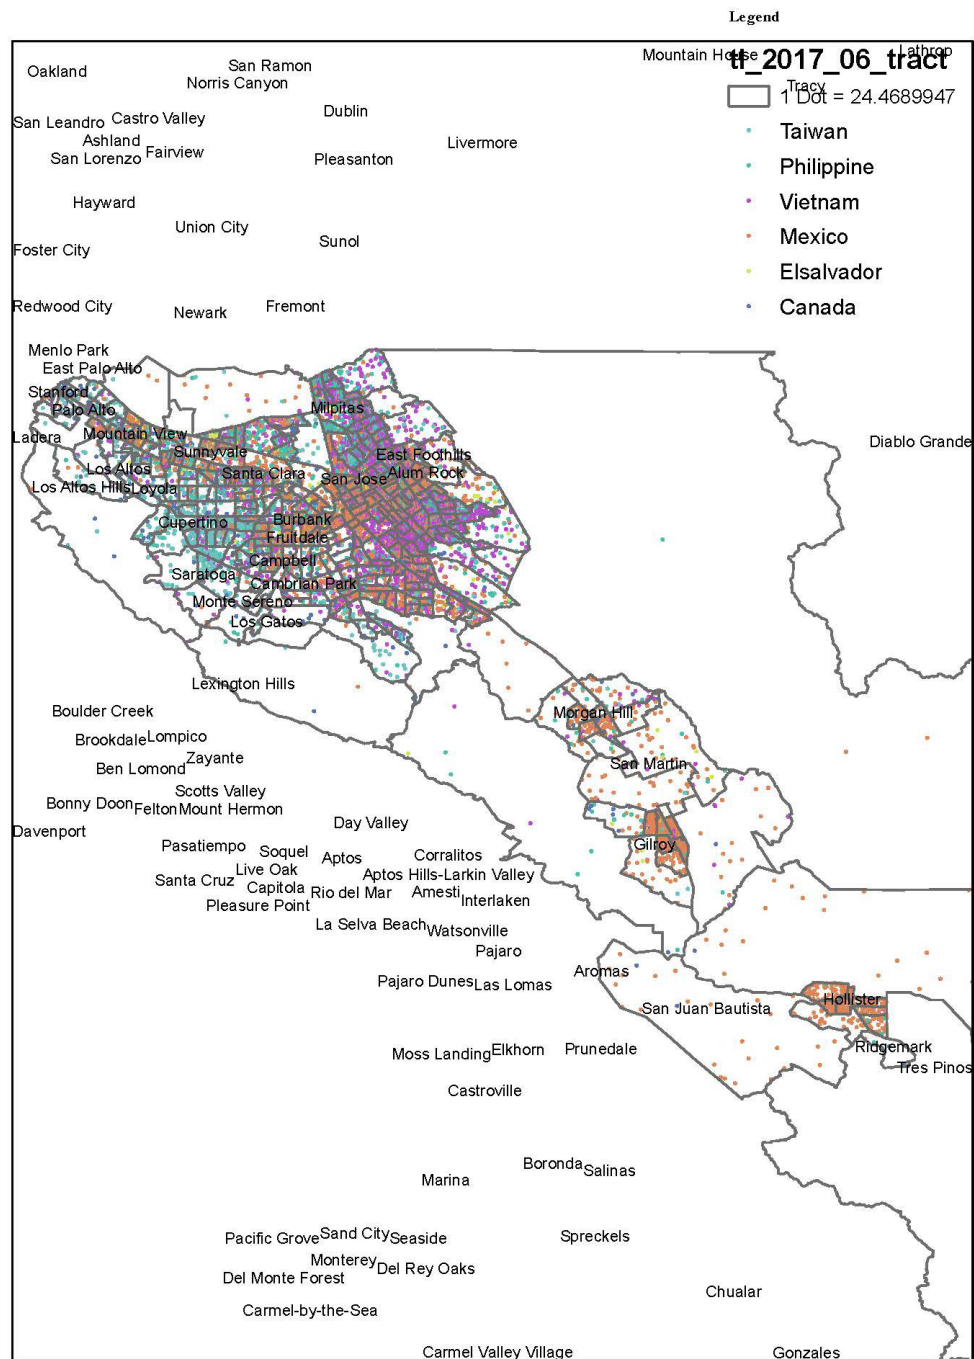 Legend
Mountain House
Lathrop
tl_2017_06_tract
Oakland
San Ramon
Norris Canyon
Tracy
1 Dot = 24.4689947
San Leandro
Castro Valley
Dublin
Taiwan
Ashland
Fairview
Livermore
San Lorenzo
Pleasanton
Philippine
Hayward
Vietnam
Union City
Mexico
Foster City
Sunol
Elsalvador
Redwood City
Newark
Fremont
Canada
Menlo Park
East Palo Alto
Stanford
Palo Alto
Milpitas
Ladera
Mountain View
Diablo Grande
Sunnyvale
East Foothills
Los Altos
Santa Clara
San Jose
Alum Rock
Los Altos Hills
Loyola
Cupertino
Burbank
Fruitdale
Campbell
Saratoga
Cambrian Park
Monte Sereno
Los Gatos
Lexington Hills
Boulder Creek
Morgan Hill
Brookdale
Lompico
Zayante
San Martin
Ben Lomond
Scotts Valley
Bonny Doon
Felton
Mount Hermon
Davenport
Day Valley
Pasatiempo
Soquel
Aptos
Corralitos
Gilroy
Live Oak
Aptos Hills-Larkin Valley
Santa Cruz
Capitola
Rio del Mar
Amesti
Interlaken
Pleasure Point
La Selva Beach
Watsonville
Pajaro
Aromas
Pajaro Dunes
Las Lomas
San Juan Bautista
Hollister
Moss Landing
Elkhorn
Prunedale
Ridgemark
Tres Pinos
Castroville
Boronda
Salinas
Marina
Pacific Grove
Sand City
Seaside
Spreckels
Monterey
Del Rey Oaks
Del Monte Forest
Chualar
Carmel-by-the-Sea
Carmel Valley Village
Gonzales